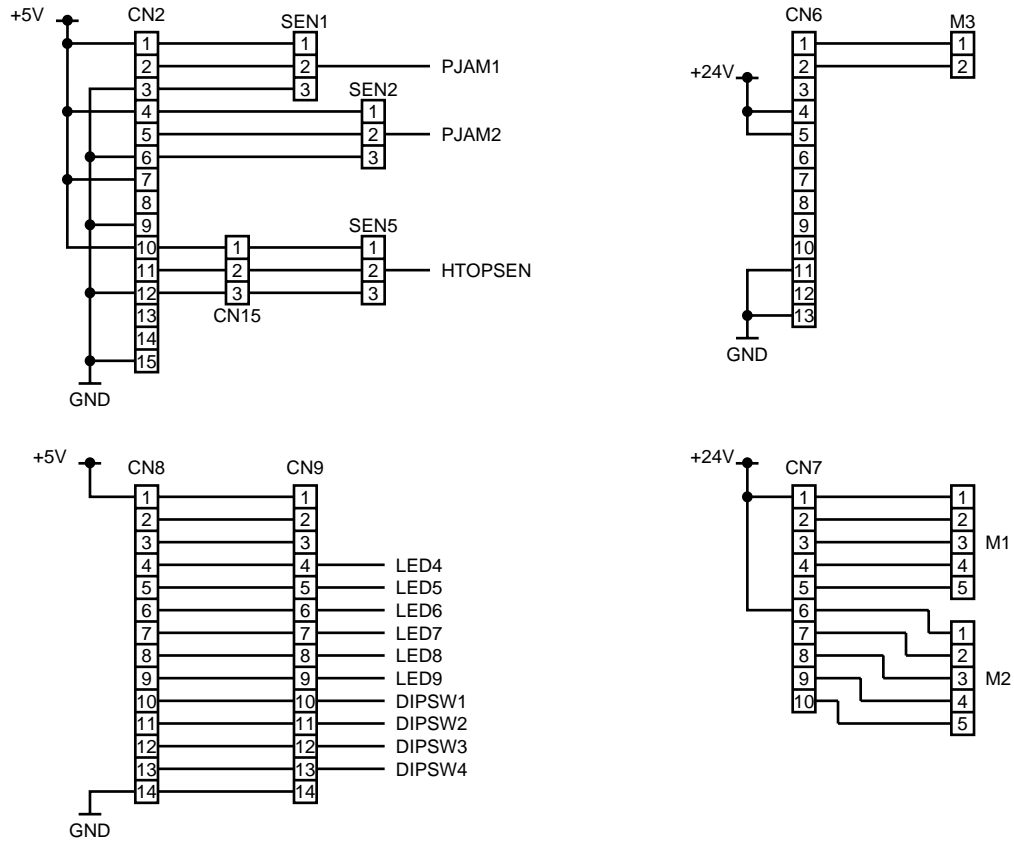 +5V CN2 SEN1
1 1
2 2 PJAM1
3 3 SEN2
4 1
5 2 PJAM2
6 3
7
8
9 SEN5
10 1 1
11 2 2 HTOPSEN
12 3 3
13 CN15
14
15
GND
CN6 M3
1 1
+24V 2 2
3
4
5
6
7
8
9
10
11
12
13
GND
+5V CN8 CN9
1 1
2 2
3 3
4 4 LED4
5 5 LED5
6 6 LED6
7 7 LED7
8 8 LED8
9 9 LED9
10 10 DIPSW1
11 11 DIPSW2
12 12 DIPSW3
13 13 DIPSW4
14 14
GND
+24V CN7
1 1
2 2
3 3 M1
4 4
5 5
6 1
7 2
8 3 M2
9 4
10 5